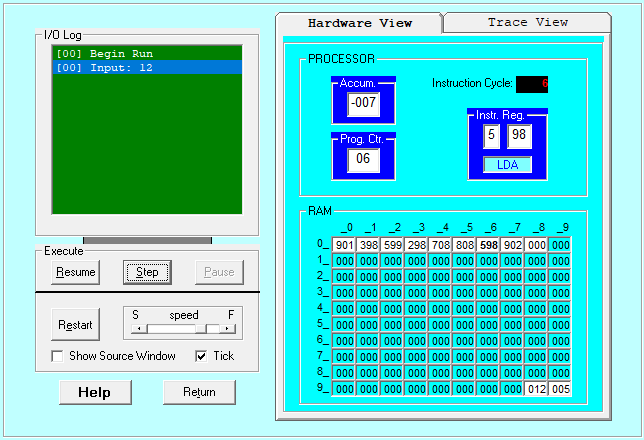 Hardware View Trace View
I/O Log
[00] Begin Run
[00] Input: 12
PROCESSOR
Accum.
-007
Instruction Cycle: 6
Prog. Ctr.
06
Instr. Reg.
5 98
LDA
Execute
Resume Step Pause
Restart
S speed F
Show Source Window Tick
Help Return
RAM
_0 _1 _2 _3 _4 _5 _6 _7 _8 _9
0_ 901 398 599 298 708 808 598 902 000 000
1_ 000 000 000 000 000 000 000 000 000 000
2_ 000 000 000 000 000 000 000 000 000 000
3_ 000 000 000 000 000 000 000 000 000 000
4_ 000 000 000 000 000 000 000 000 000 000
5_ 000 000 000 000 000 000 000 000 000 000
6_ 000 000 000 000 000 000 000 000 000 000
7_ 000 000 000 000 000 000 000 000 000 000
8_ 000 000 000 000 000 000 000 000 000 000
9_ 000 000 000 000 000 000 000 000 012 005